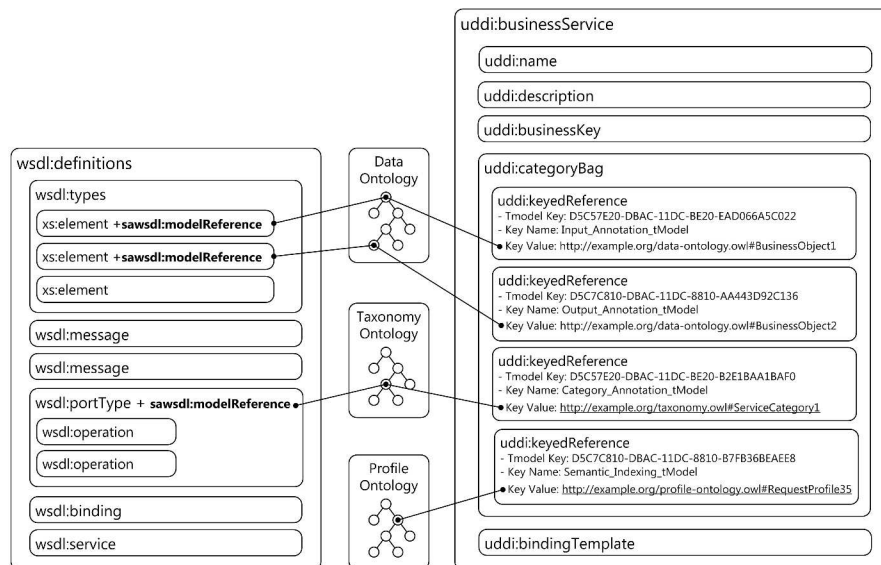 wsdl:definitions
wsdl:types
xs:element +sawsdl:modelReference
xs:element +sawsdl:modelReference
xs:element
wsdl:message
wsdl:message
wsdl:portType + sawsdl:modelReference
wsdl:operation
wsdl:operation
wsdl:binding
wsdl:service
Data
Ontology
Taxonomy
Ontology
Profile
Ontology
uddi:businessService
uddi:name
uddi:description
uddi:businessKey
uddi:categoryBag
uddi:keyedReference
- Tmodel Key: D5C57E20-DBAC-11DC-BE20-EAD066A5C022
- Key Name: Input_Annotation_tModel
Key Value: http://example.org/data-ontology.owl#BusinessObject1
uddi:keyedReference
- Tmodel Key: D5C7C810-DBAC-11DC-8810-AA443D92C136
- Key Name: Output_Annotation_tModel
Key Value: http://example.org/data-ontology.owl#BusinessObject2
uddi:keyedReference
- Tmodel Key: D5C57E20-DBAC-11DC-BE20-B2E1BAA1BAF0
- Key Name: Category_Annotation_tModel
Key Value: http://example.org/taxonomy.owl#ServiceCategory1
uddi:keyedReference
- Tmodel Key: D5C7C810-DBAC-11DC-8810-B7FB36BEAEE8
- Key Name: Semantic_Indexing_tModel
Key Value: http://example.org/profile-ontology.owl#RequestProfile35
uddi:bindingTemplate